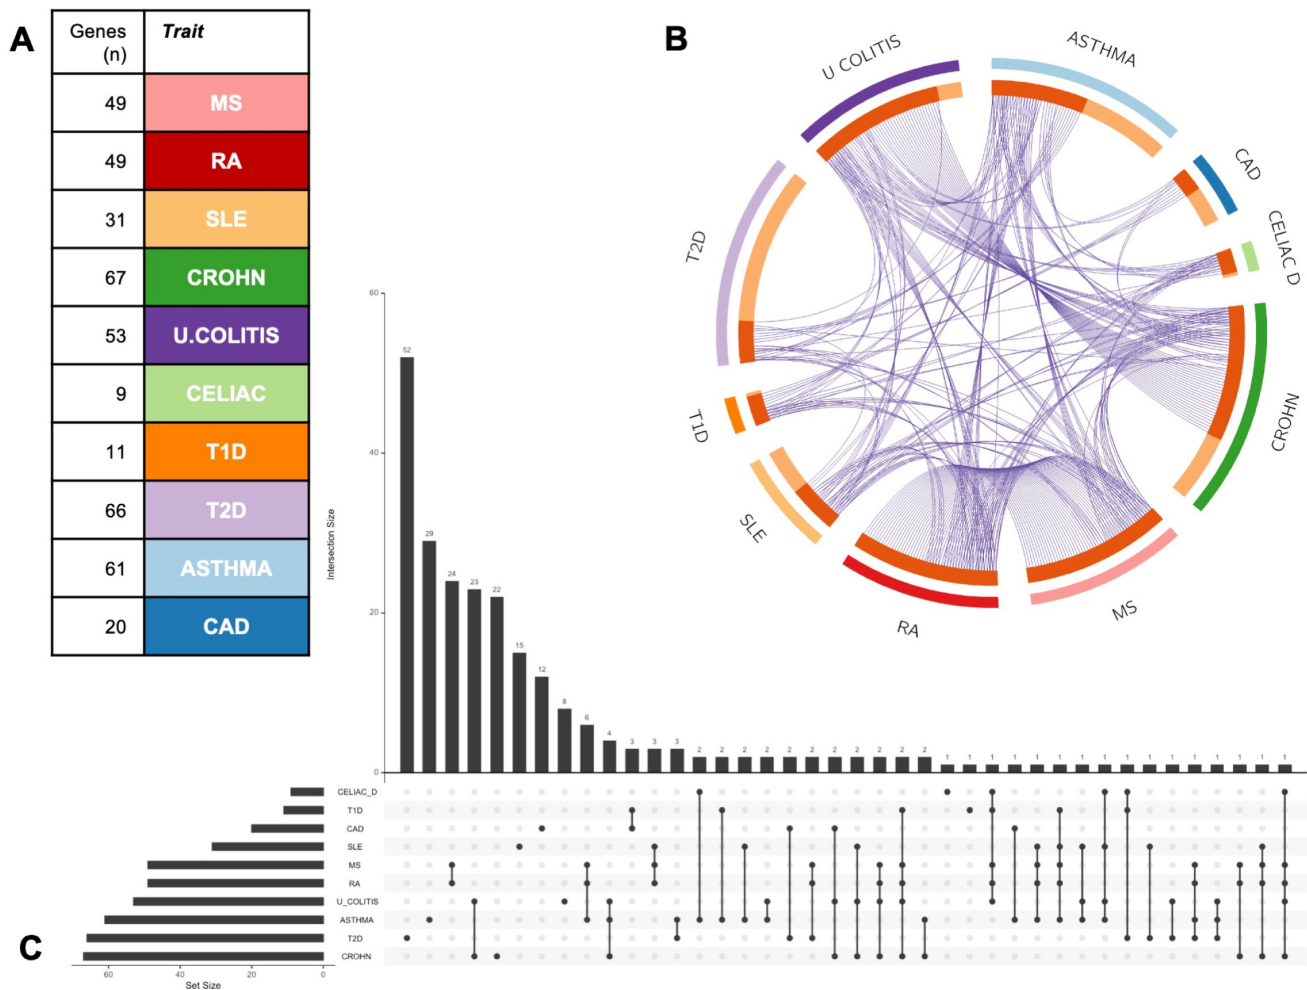 A
Genes (n) Trait
49 MS
49 RA
31 SLE
67 CROHN
53 U.COLITIS
9 CELIAC
11 T1D
66 T2D
61 ASTHMA
20 CAD
B
U COLITIS
ASTHMA
CAD
CELIAC D
CROHN
MS
RA
SLE
T1D
T2D
C
Intersection Size
60
40
20
0
52 29 24 23 22 15 12 8 6 4 3 3 3 2 2 2 2 2 2 2 2 2 2 2 1 1 1 1 1 1 1 1 1 1 1 1 1 1 1 1
CELIAC_D
T1D
CAD
SLE
MS
RA
U_COLITIS
ASTHMA
T2D
CROHN
60 40 20 0
Set Size